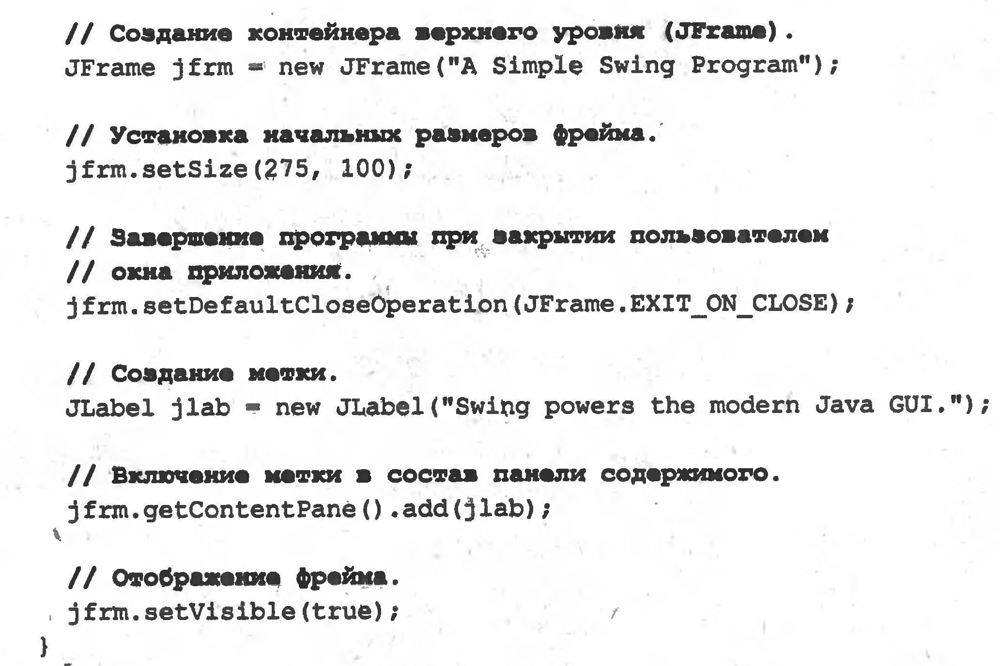 // Создание контейнера верхнего уровня (JFrame).
JFrame jfrm = new JFrame("A Simple Swing Program");
// Установка начальных размеров фрейма.
jfrm.setSize(275, 100);
// Завершение программы при закрытии пользователем
// окна приложения.
jfrm.setDefaultCloseOperation(JFrame.EXIT_ON_CLOSE);
// Создание метки.
JLabel jlab = new JLabel("Swing powers the modern Java GUI.");
// Включение метки в состав панели содержимого.
jfrm.getContentPane().add(jlab);
// Отображение фрейма.
jfrm.setVisible(true);
}